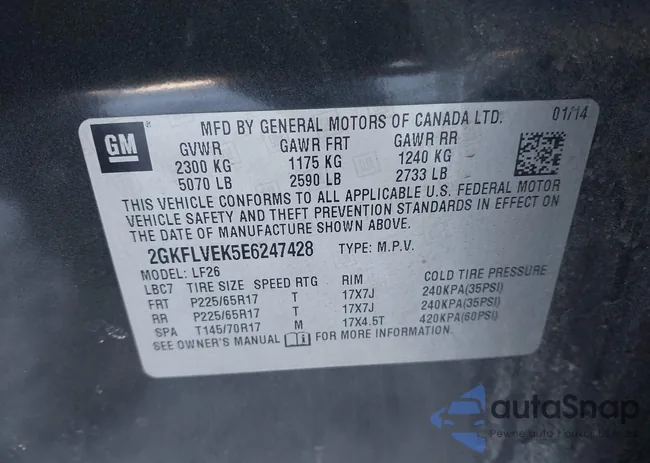 GM
MFD BY GENERAL MOTORS OF CANADA LTD. 01/14
GVWR GAWR FRT GAWR RR
2300 KG 1175 KG 1240 KG
5070 LB 2590 LB 2733 LB
THIS VEHICLE CONFORMS TO ALL APPLICABLE U.S. FEDERAL MOTOR
VEHICLE SAFETY AND THEFT PREVENTION STANDARDS IN EFFECT ON
THE DATE OF MANUFACTURE SHOWN ABOVE.
2GKFLVEK5E6247428 TYPE: M.P.V.
MODEL: LF26
LBC7 TIRE SIZE SPEED RTG RIM COLD TIRE PRESSURE
FRT P225/65R17 T 17X7J 240KPA(35PSI)
RR P225/65R17 T 17X7J 240KPA(35PSI)
SPA T145/70R17 M 17X4.5T 420KPA(60PSI)
SEE OWNER'S MANUAL FOR MORE INFORMATION.
autaSnap
Pewne auto z aukcji